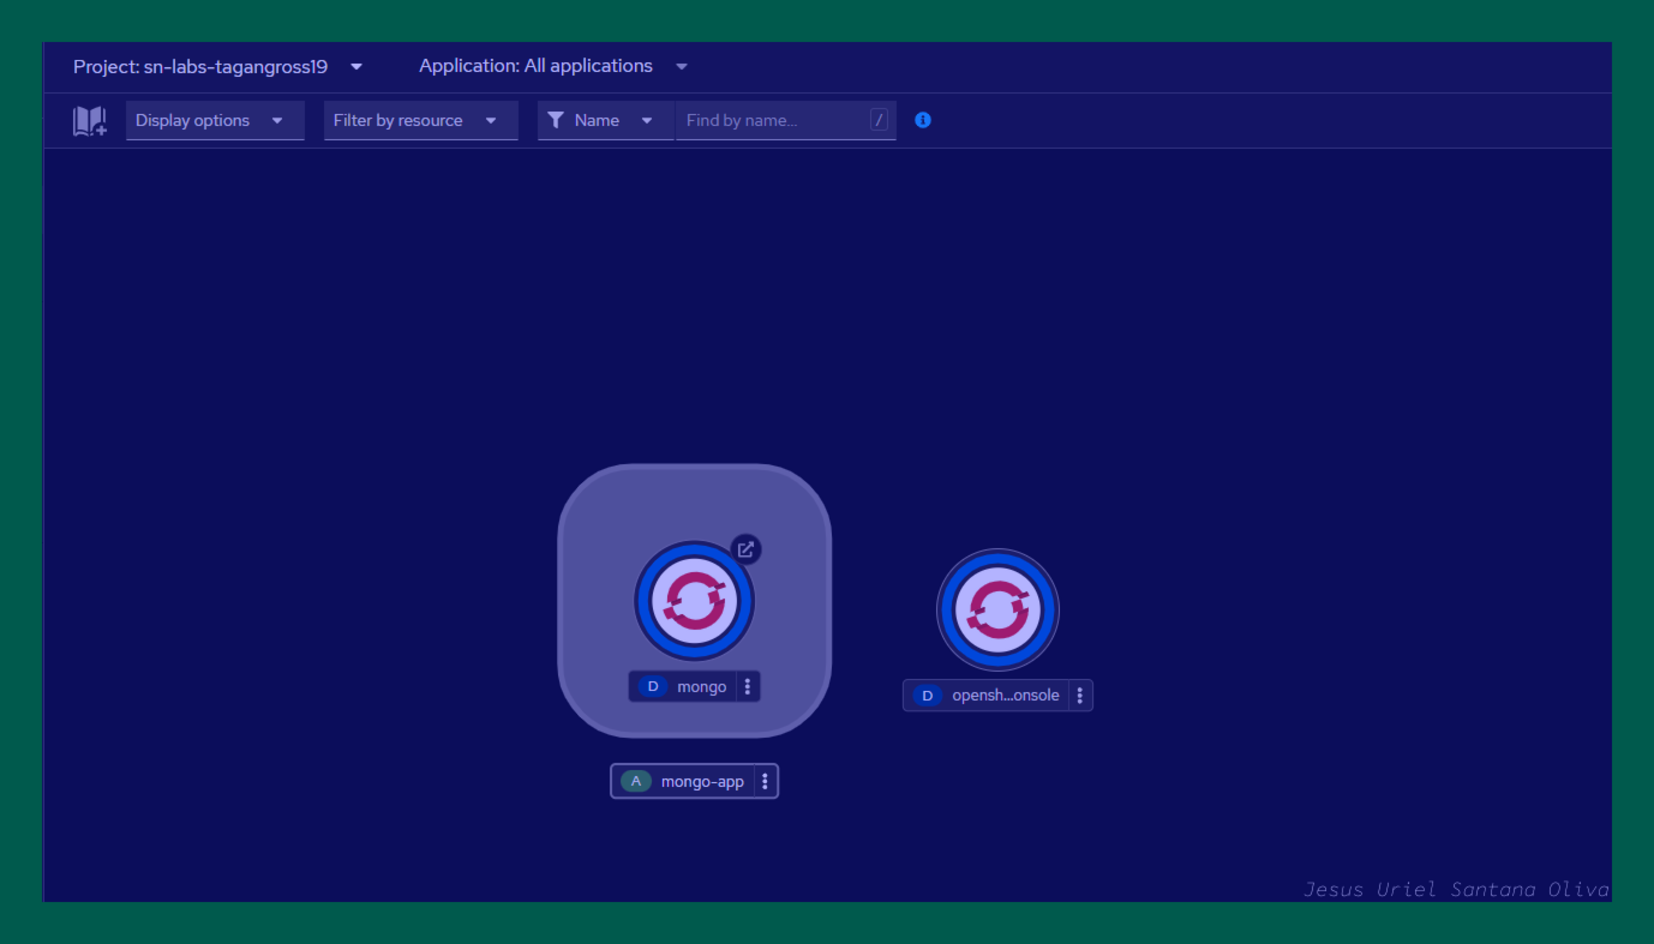 Project: sn-labs-tagangross19 Application: All applications
Display options Filter by resource Name Find by name... /
D mongo
D opensh...onsole
A mongo-app
Jesus Uriel Santana Oliva